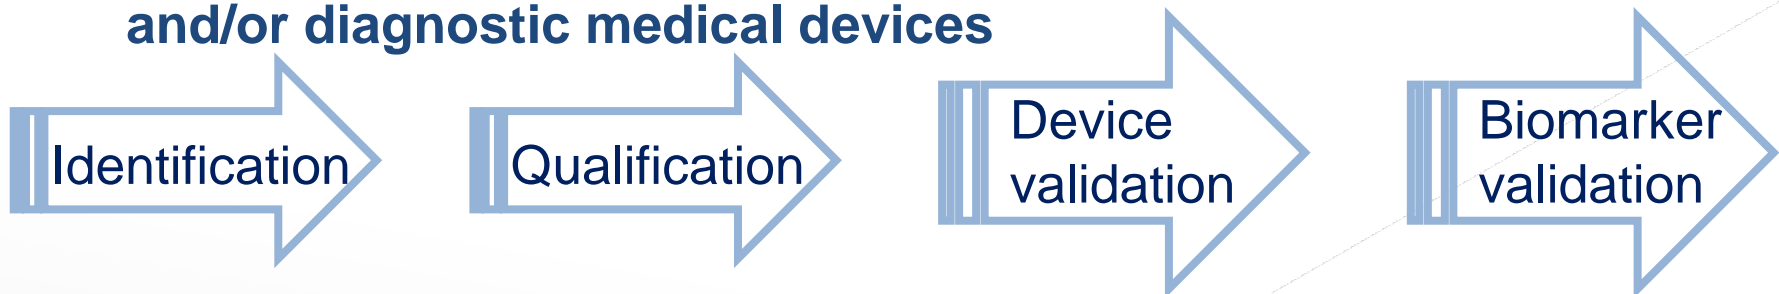 and/or diagnostic medical devices
Identification
Qualification
Device
validation
Biomarker
validation